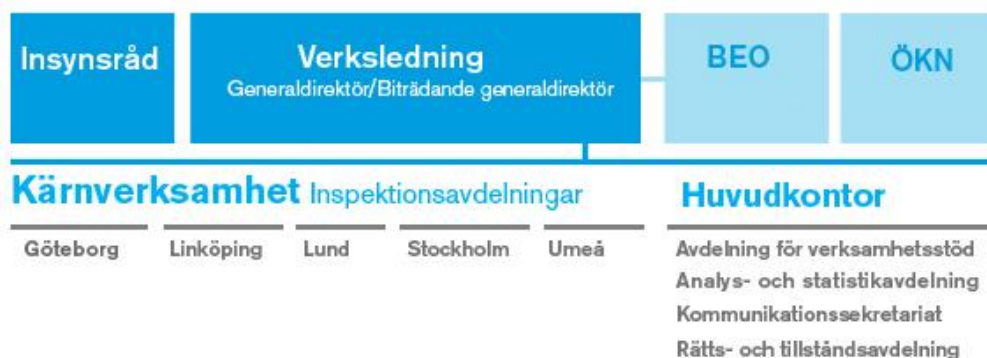 Insynsråd
Verksledning
Generaldirektör/Biträdande generaldirektör
BEO
ÖKN
Kärnverksamhet Inspektionsavdelningar
Göteborg
Linköping
Lund
Stockholm
Umeå
Huvudkontor
Avdelning för verksamhetsstöd
Analys- och statistikavdelning
Kommunikationssekretariat
Rätts- och tillståndsavdelning